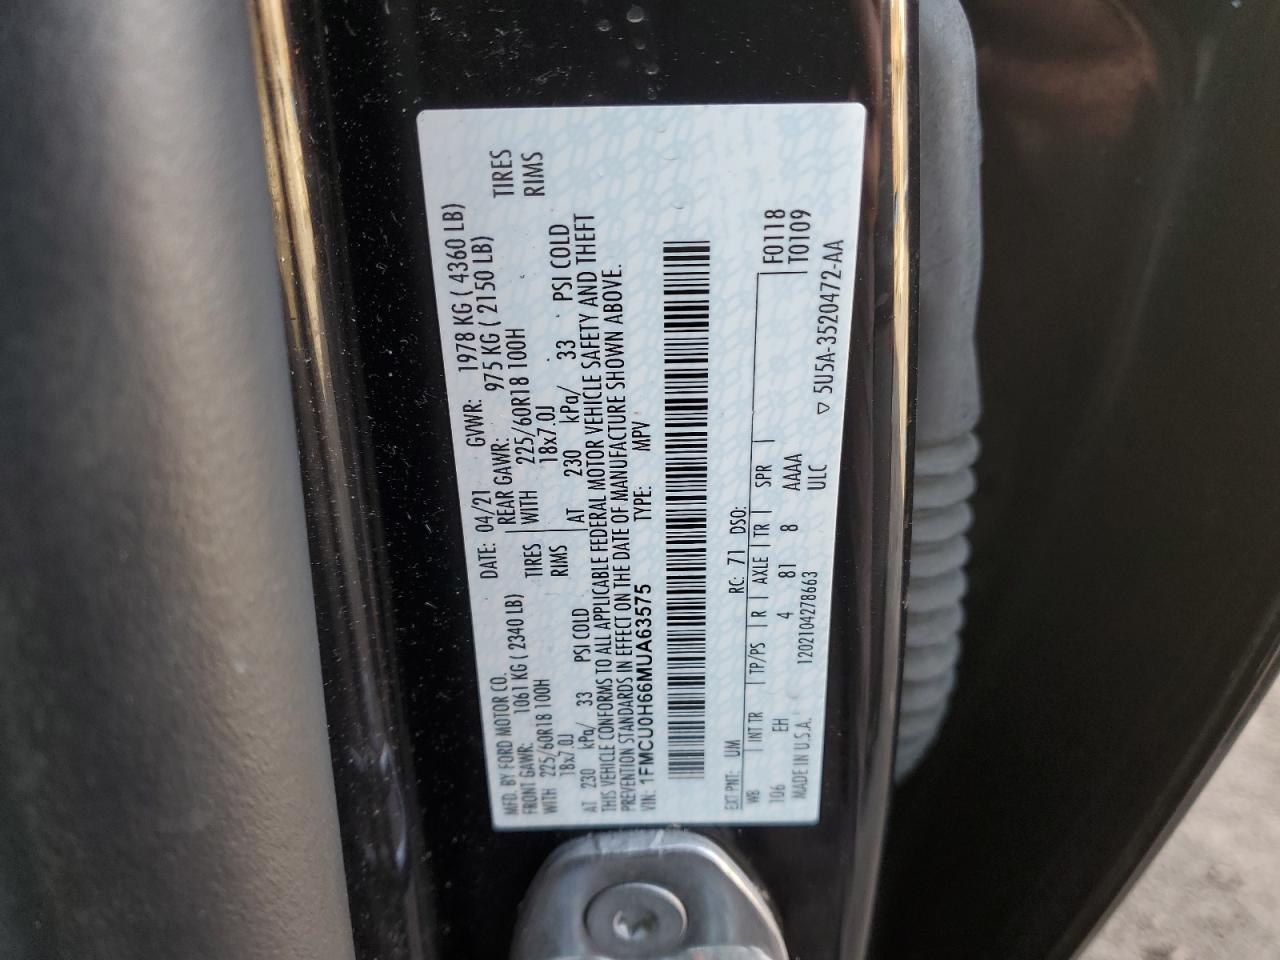 MFD. BY FORD MOTOR CO. DATE: 04/21 GVWR: 1978 KG ( 4360 LB)
FRONT GAWR: 1061 KG ( 2340 LB) REAR GAWR: 975 KG ( 2150 LB)
WITH 225/60R18 100H TIRES WITH 225/60R18 100H TIRES
18x7.0J RIMS 18x7.0J RIMS
AT 230 kPa/ 33 PSI COLD AT 230 kPa/ 33 PSI COLD
THIS VEHICLE CONFORMS TO ALL APPLICABLE FEDERAL MOTOR VEHICLE SAFETY AND THEFT
PREVENTION STANDARDS IN EFFECT ON THE DATE OF MANUFACTURE SHOWN ABOVE.
VIN: 1FMCU0H66MUA63575 TYPE: MPV
EXT PNT: UM RC: 71 DSO: F0118
WB INT TR TP/PS R AXLE TR SPR T0109
106 EH 4 81 8 AAAA
MADE IN U.S.A. 120210427 8663 ULC
▽ 5U5A-3520472-AA